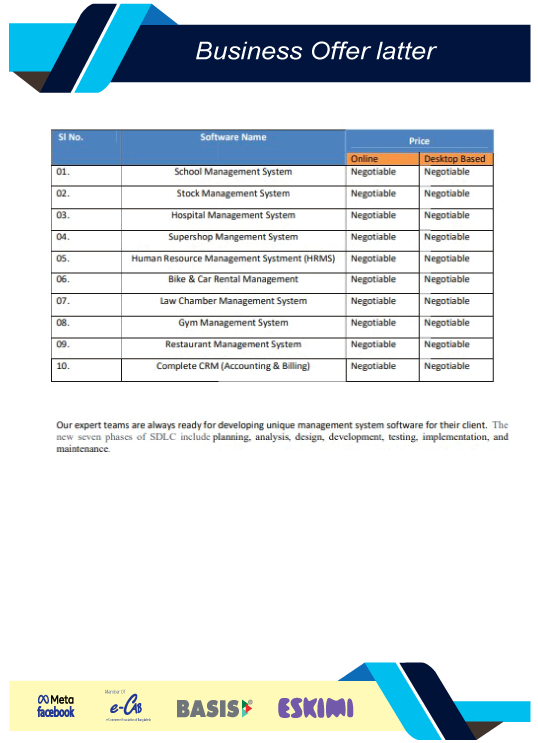 Business Offer latter
Sl No. Software Name Price
Online Desktop Based
01. School Management System Negotiable Negotiable
02. Stock Management System Negotiable Negotiable
03. Hospital Management System Negotiable Negotiable
04. Supershop Mangement System Negotiable Negotiable
05. Human Resource Management Systment (HRMS) Negotiable Negotiable
06. Bike & Car Rental Management Negotiable Negotiable
07. Law Chamber Management System Negotiable Negotiable
08. Gym Management System Negotiable Negotiable
09. Restaurant Management System Negotiable Negotiable
10. Complete CRM (Accounting & Billing) Negotiable Negotiable
Our expert teams are always ready for developing unique management system software for their client. The
new seven phases of SDLC include planning, analysis, design, development, testing, implementation, and
maintenance.
Meta
facebook
Member Of
e-CAB
BASIS
ESKIMI